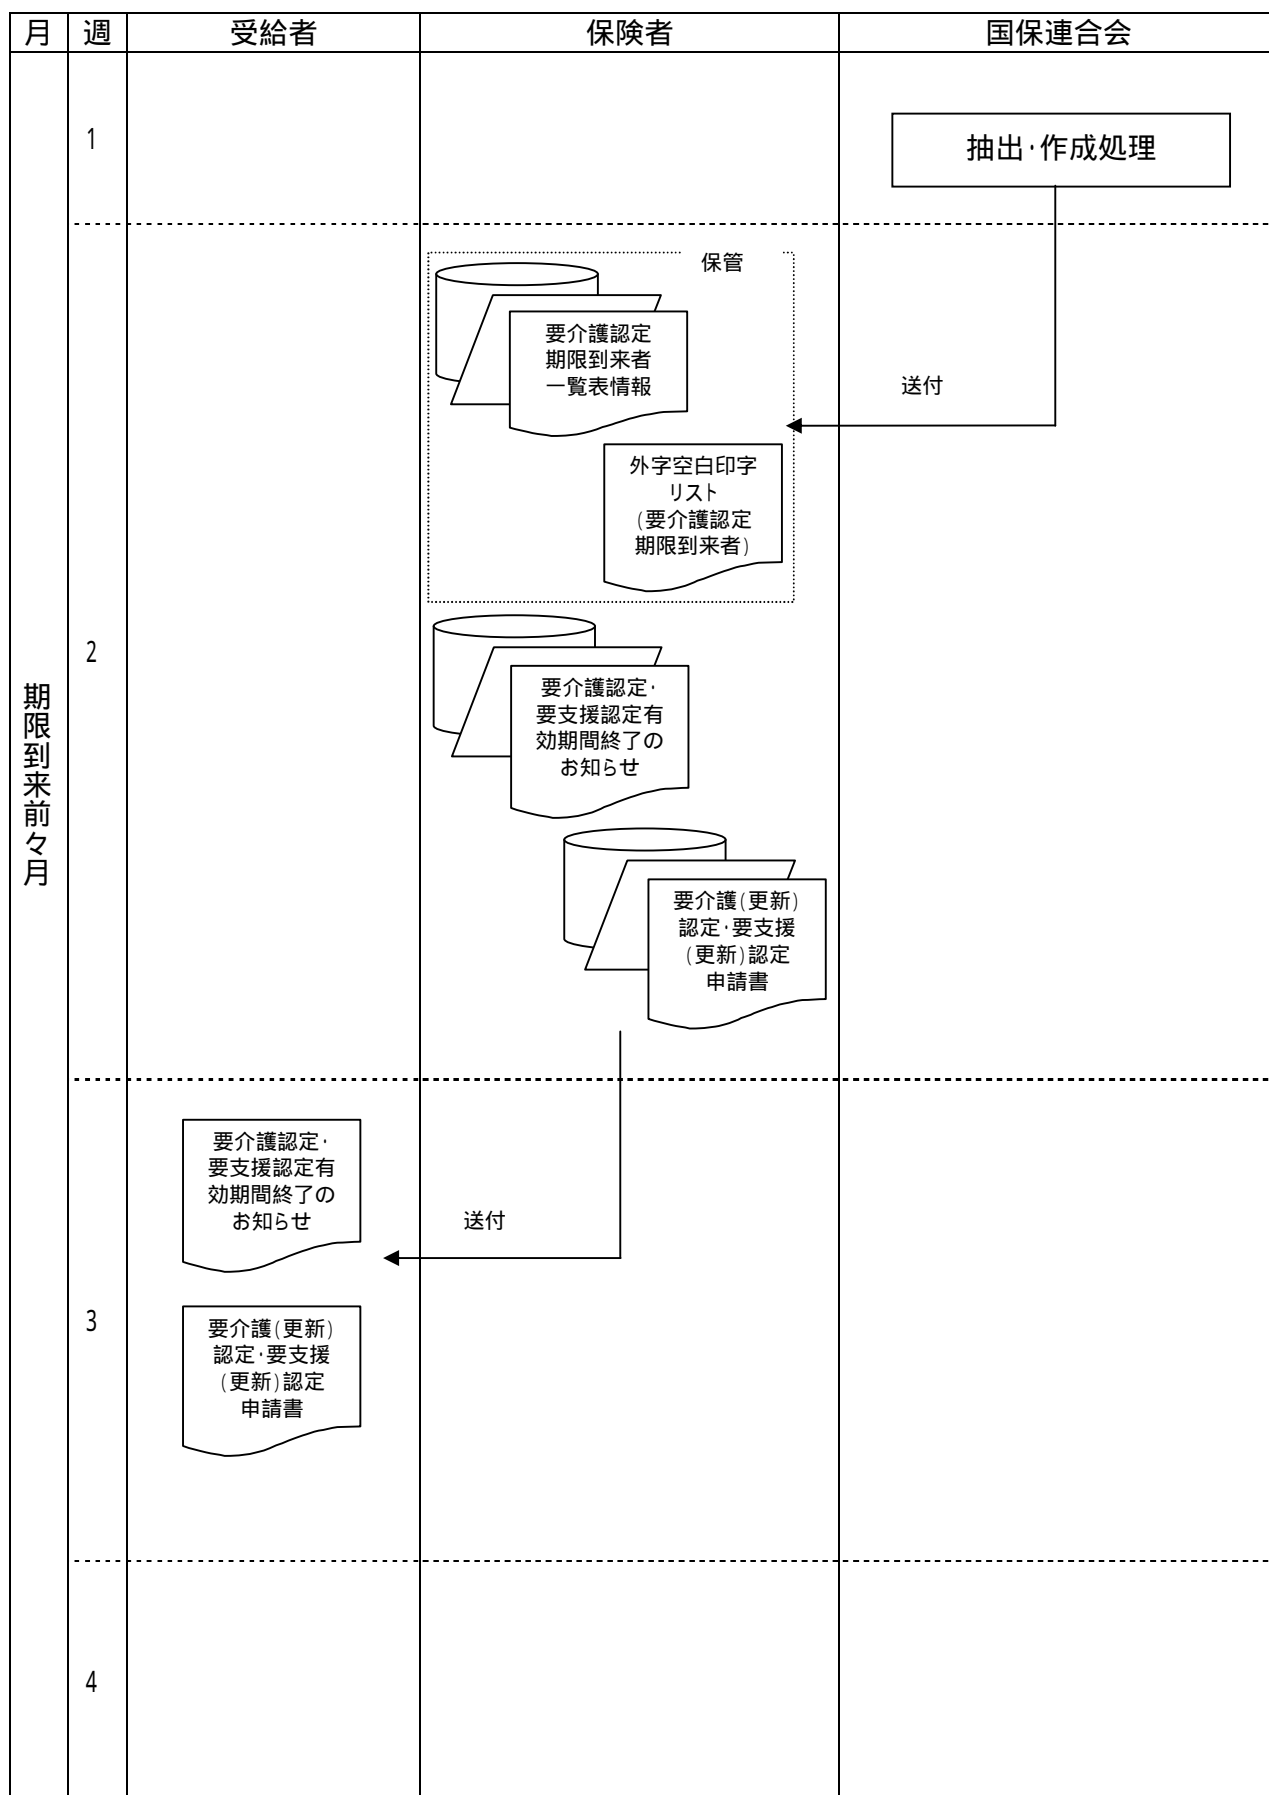 月 週 受給者 保険者 国保連合会
1
抽出・作成処理
保管
要介護認定
期限到来者
一覧表情報
送付
外字空白印字
リスト
(要介護認定
期限到来者)
2
要介護認定・
要支援認定有
効期間終了の
お知らせ
期限到来前々月
要介護(更新)
認定・要支援
(更新)認定
申請書
要介護認定・
要支援認定有
効期間終了の
お知らせ
送付
3
要介護(更新)
認定・要支援
(更新)認定
申請書
4